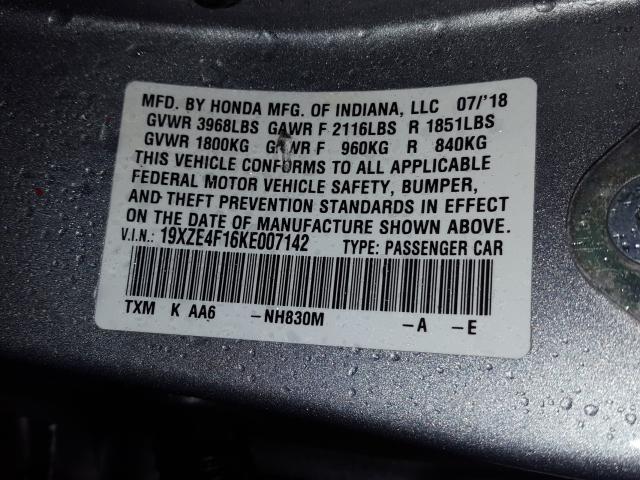 MFD. BY HONDA MFG. OF INDIANA, LLC 07/'18
GVWR 3968LBS GAWR F 2116LBS R 1851LBS
GVWR 1800KG GAWR F 960KG R 840KG
THIS VEHICLE CONFORMS TO ALL APPLICABLE
FEDERAL MOTOR VEHICLE SAFETY, BUMPER,
AND THEFT PREVENTION STANDARDS IN EFFECT
ON THE DATE OF MANUFACTURE SHOWN ABOVE.
V.I.N.: 19XZE4F16KE007142 TYPE: PASSENGER CAR
TXM K AA6 -NH830M -A -E